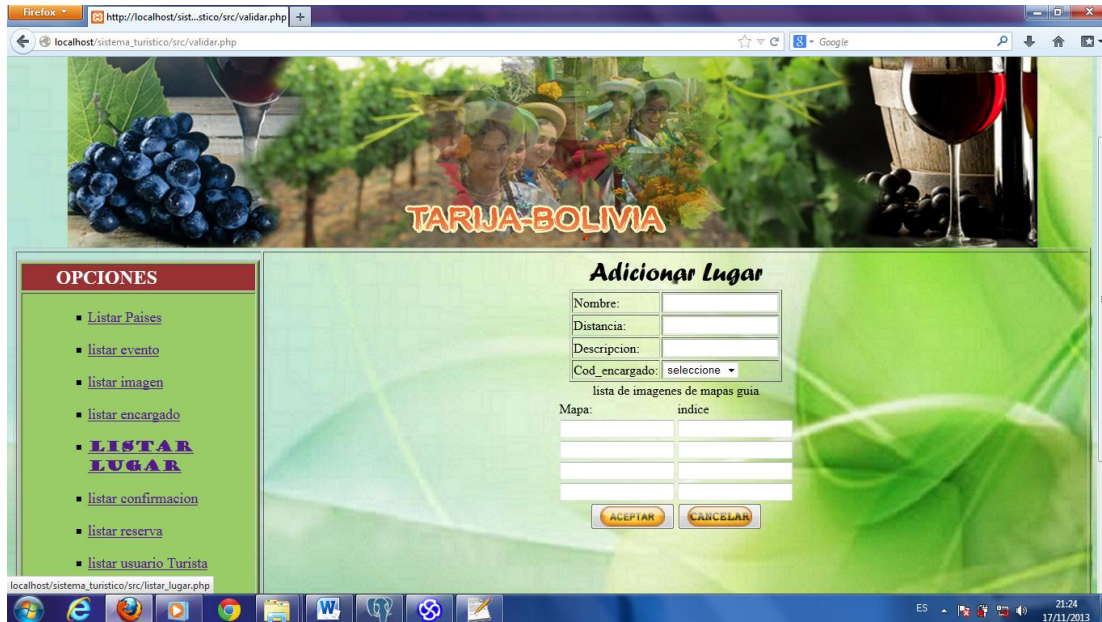 Firefox
http://localhost/sist...stico/src/validar.php
localhost/sistema_turistico/src/validar.php
Google
TARIJA-BOLIVIA
OPCIONES
Listar Paises
listar evento
listar imagen
listar encargado
LISTAR
LUGAR
listar confirmacion
listar reserva
listar usuario Turista
Adicionar Lugar
Nombre:
Distancia:
Descripcion:
Cod_encargado: seleccione
lista de imagenes de mapas guia
Mapa: indice
ACEPTAR CANCELAR
localhost/sistema_turistico/src/listar_lugar.php
ES
21:24
17/11/2013